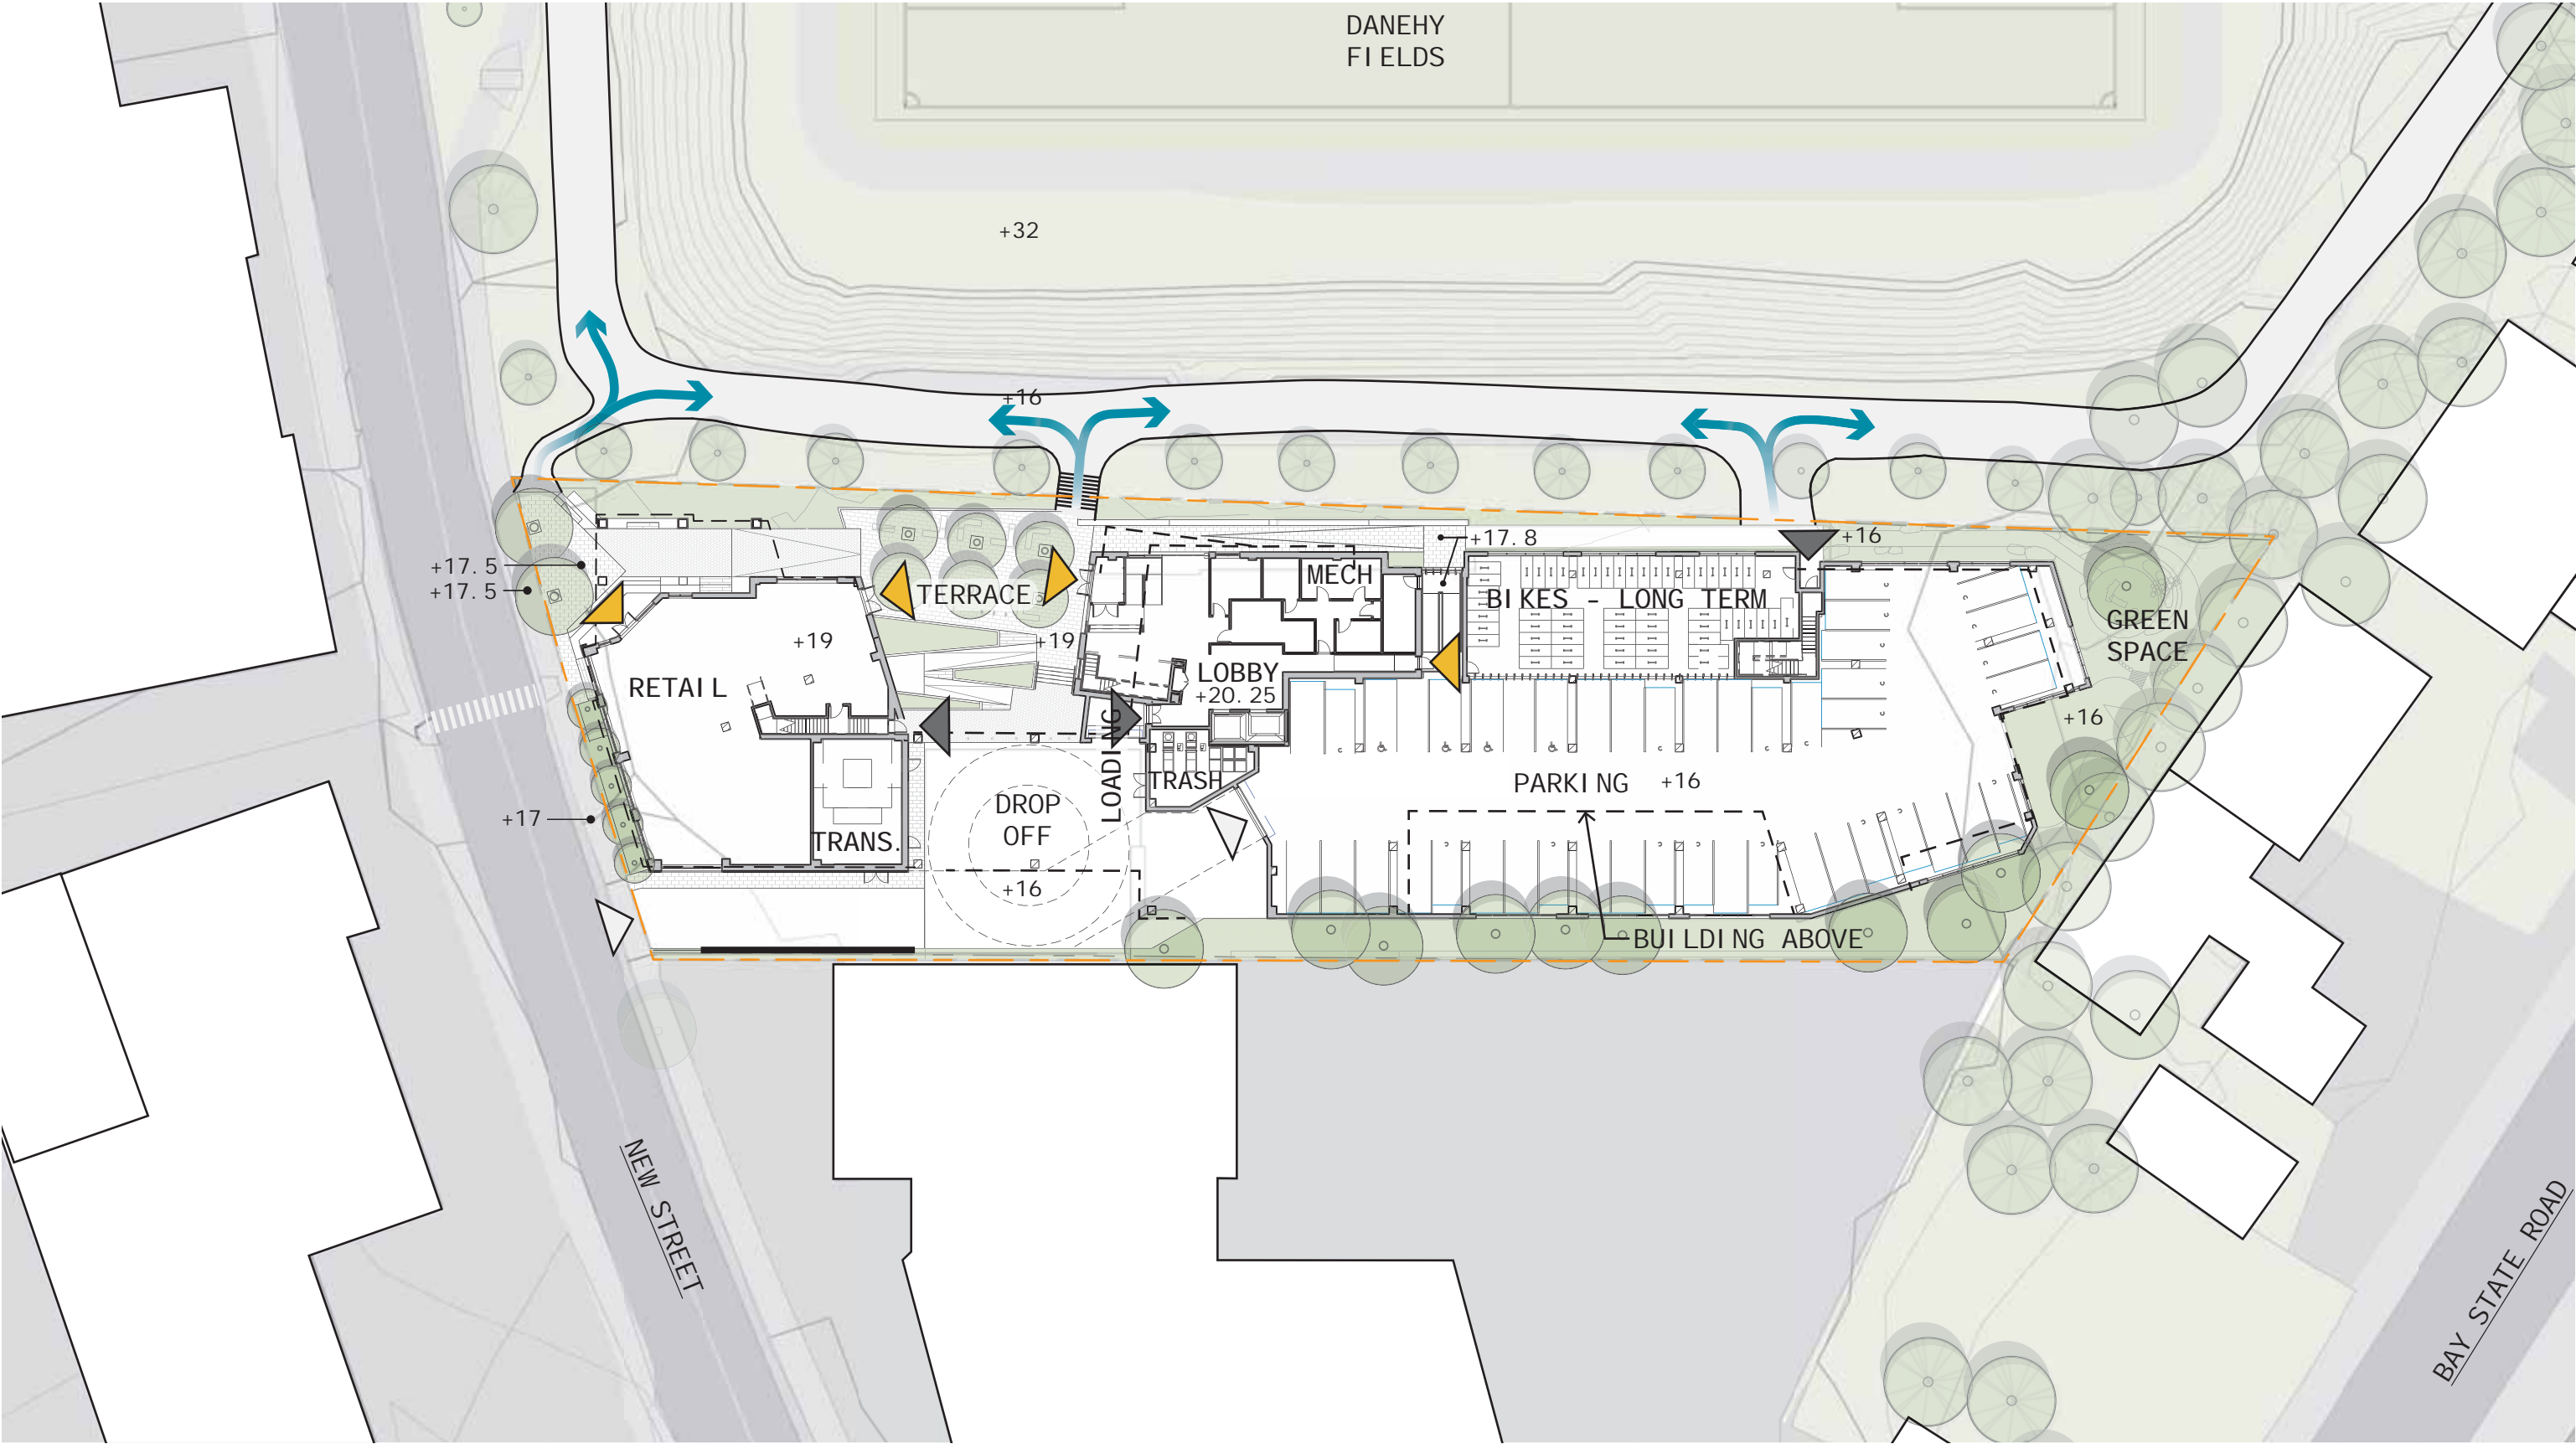 DANEHY
FIELDS
+32
+16
+17.8
+16
+17.5
+17.5
TERRACE
MECH
BIKES - LONG TERM
GREEN
SPACE
+19
+19
RETAIL
LOBBY
+20.25
+16
LOADING
TRASH
PARKING +16
DROP
OFF
+17
TRANS.
+16
BUILDING ABOVE
NEW STREET
BAY STATE ROAD